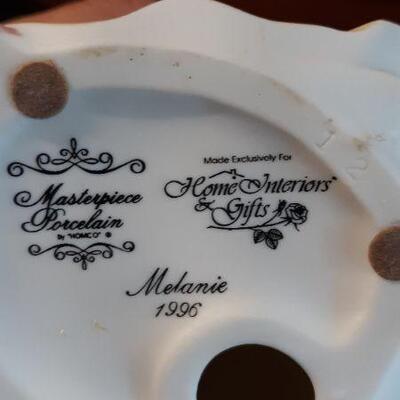 Masterpiece
Porcelain
by "HOMCO" ®
Made Exclusively For
Home Interiors
& Gifts
Melanie
1996